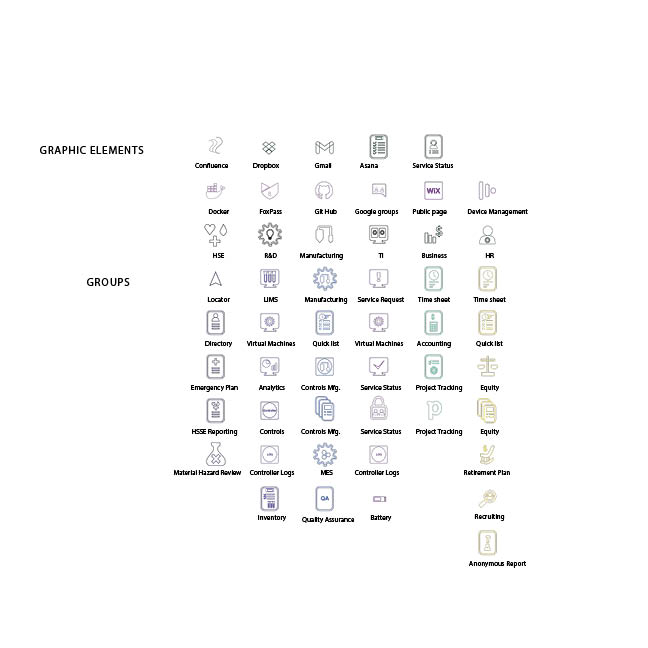 GRAPHIC ELEMENTS
Confluence Dropbox Gmail Asana Service Status
WiX
Docker FoxPass Git Hub Google groups Public page Device Management
HSE R&D Manufacturing TI Business HR
GROUPS
Locator LIMS Manufacturing Service Request Time sheet Time sheet
Directory Virtual Machines Quick list Virtual Machines Accounting Quick list
Emergency Plan Analytics Controls Mfg. Service Status Project Tracking Equity
HSSE Reporting Controls Controls Mfg. Service Status Project Tracking Equity
Material Hazard Review Controller Logs MES Controller Logs Retirement Plan
QA
Inventory Quality Assurance Battery Recruiting
Anonymous Report